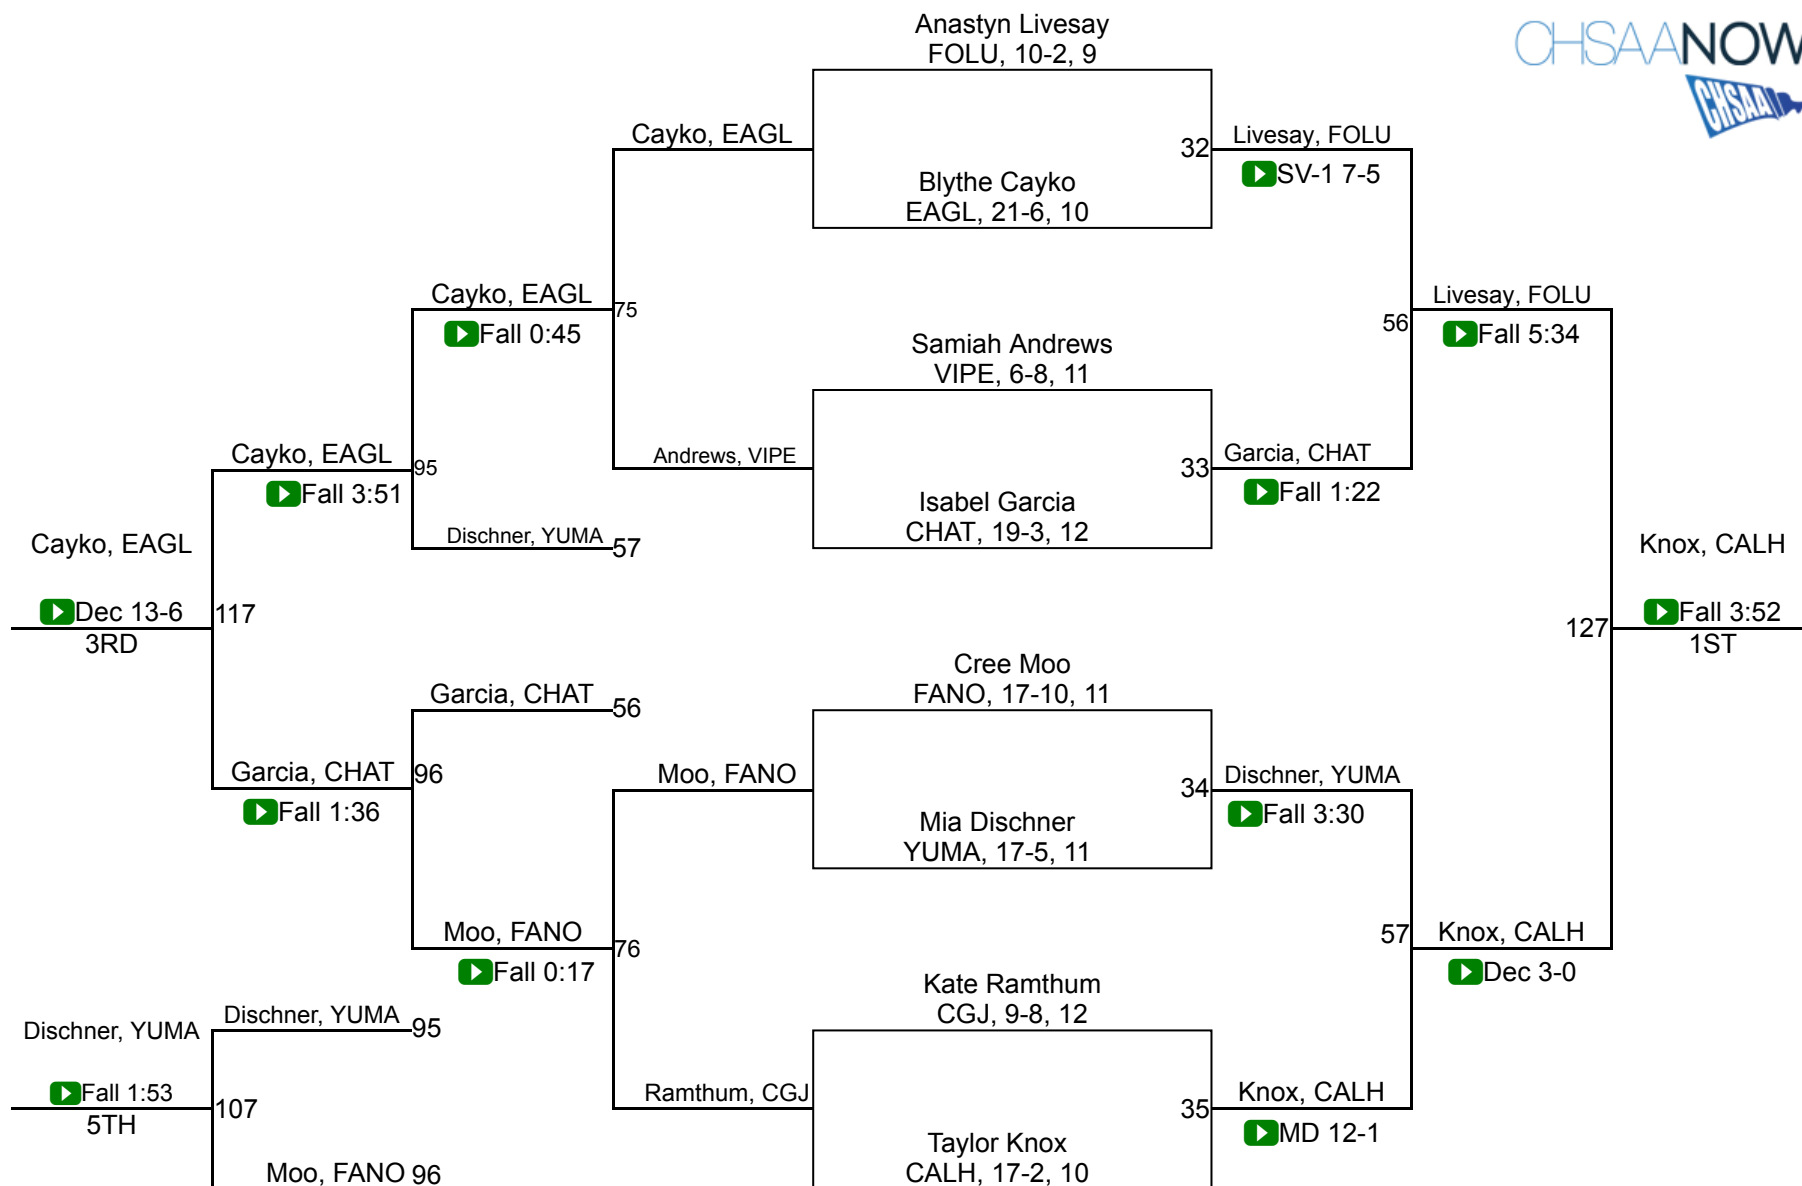 Anastyn Livesay
FOLU, 10-2, 9
CHSAANOW
CHSAA
Cayko, EAGL
32
Livesay, FOLU
SV-1 7-5
Blythe Cayko
EAGL, 21-6, 10
Cayko, EAGL
75
Fall 0:45
56
Livesay, FOLU
Fall 5:34
Samiah Andrews
VIPE, 6-8, 11
Cayko, EAGL
95
Fall 3:51
Andrews, VIPE
33
Garcia, CHAT
Fall 1:22
Isabel Garcia
CHAT, 19-3, 12
Dischner, YUMA
57
Cayko, EAGL
Dec 13-6
3RD
117
Knox, CALH
127
Fall 3:52
1ST
Cree Moo
FANO, 17-10, 11
Garcia, CHAT
56
Garcia, CHAT
96
Fall 1:36
Moo, FANO
34
Dischner, YUMA
Fall 3:30
Mia Dischner
YUMA, 17-5, 11
Moo, FANO
76
Fall 0:17
57
Knox, CALH
Dec 3-0
Kate Ramthum
CGJ, 9-8, 12
Dischner, YUMA
Dischner, YUMA
95
Fall 1:53
5TH
107
Ramthum, CGJ
35
Knox, CALH
MD 12-1
Taylor Knox
CALH, 17-2, 10
Moo, FANO
96